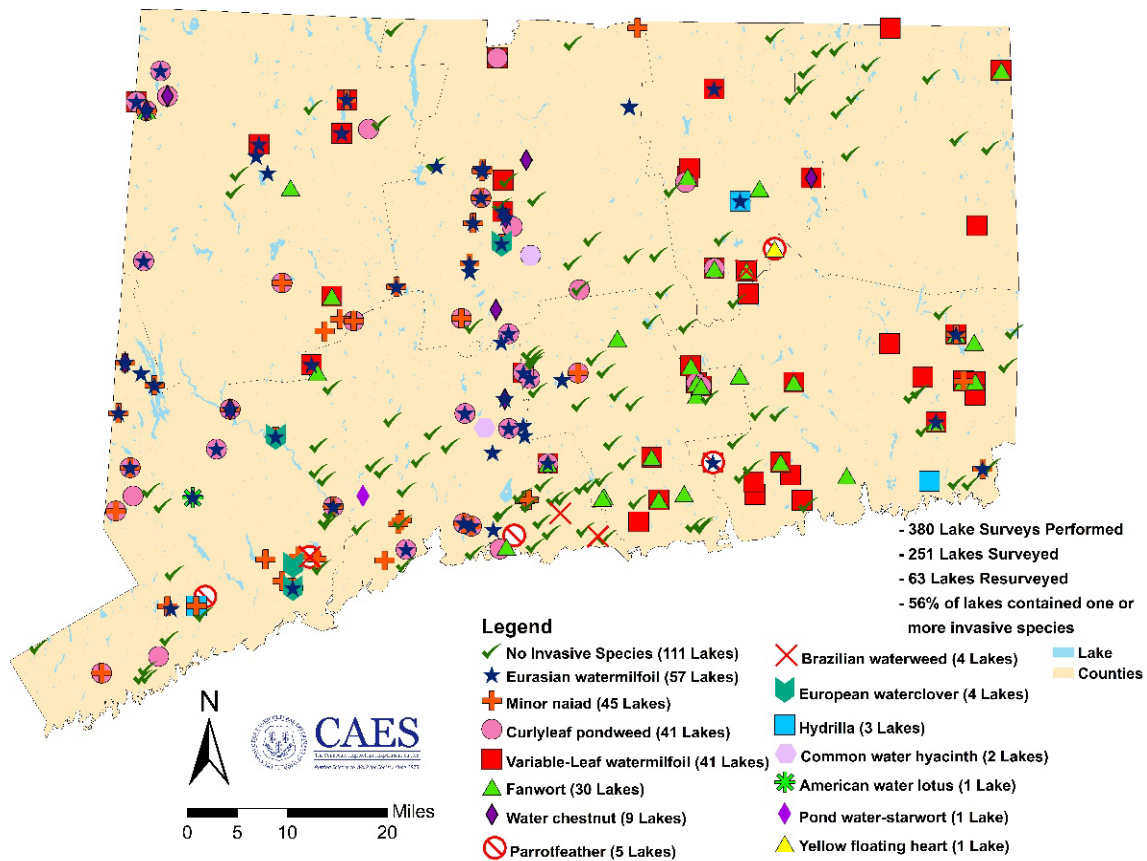 - 380 Lake Surveys Performed
- 251 Lakes Surveyed
- 63 Lakes Resurveyed
- 56% of lakes contained one or
more invasive species
Legend
No Invasive Species (111 Lakes)
Eurasian watermilfoil (57 Lakes)
Minor naiad (45 Lakes)
Curlyleaf pondweed (41 Lakes)
Variable-Leaf watermilfoil (41 Lakes)
Fanwort (30 Lakes)
Water chestnut (9 Lakes)
Parrotfeather (5 Lakes)
Brazilian waterweed (4 Lakes)
European waterclover (4 Lakes)
Hydrilla (3 Lakes)
Common water hyacinth (2 Lakes)
American water lotus (1 Lake)
Pond water-starwort (1 Lake)
Yellow floating heart (1 Lake)
Lake
Counties
N
CAES
Miles
0 5 10 20